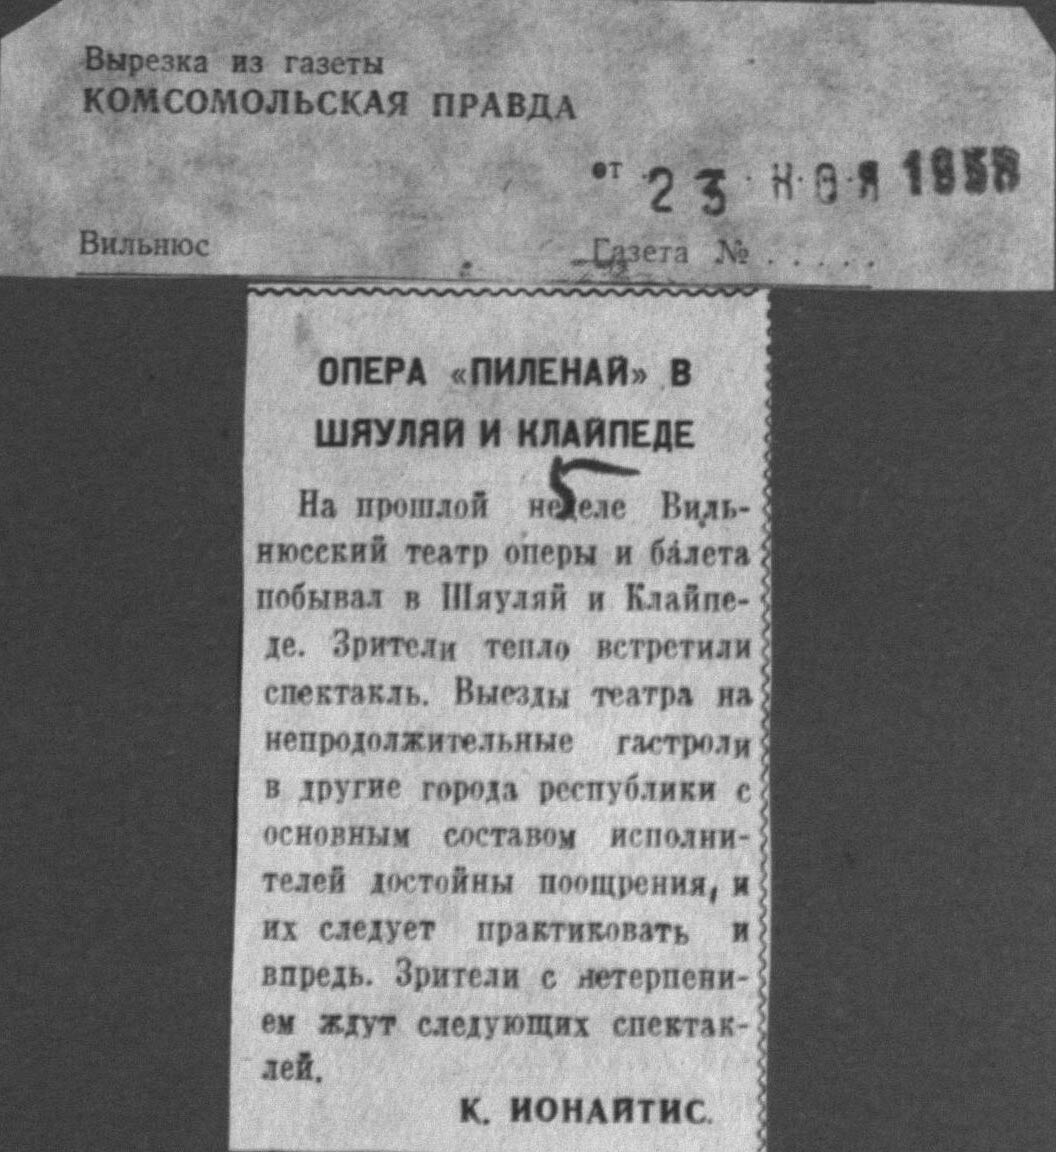 Вырезка из газеты
КОМСОМОЛЬСКАЯ ПРАВДА
от 23 НОЯ
Вильнюс Газета № . . . . .
ОПЕРА «ПИЛЕНАЙ» В
ШЯУЛЯЙ И КЛАЙПЕДЕ
На прошлой неделе Виль-
нюсский театр оперы и балета
побывал в Шяуляй и Клайпе-
де. Зрители тепло встретили
спектакль. Выезды театра на
непродолжительные гастроли
в другие города республики с
основным составом исполни-
телей достойны поощрения, и
их следует практиковать и
впредь. Зрители с нетерпени-
ем ждут следующих спектак-
лей.
К. ИОНАЙТИС.